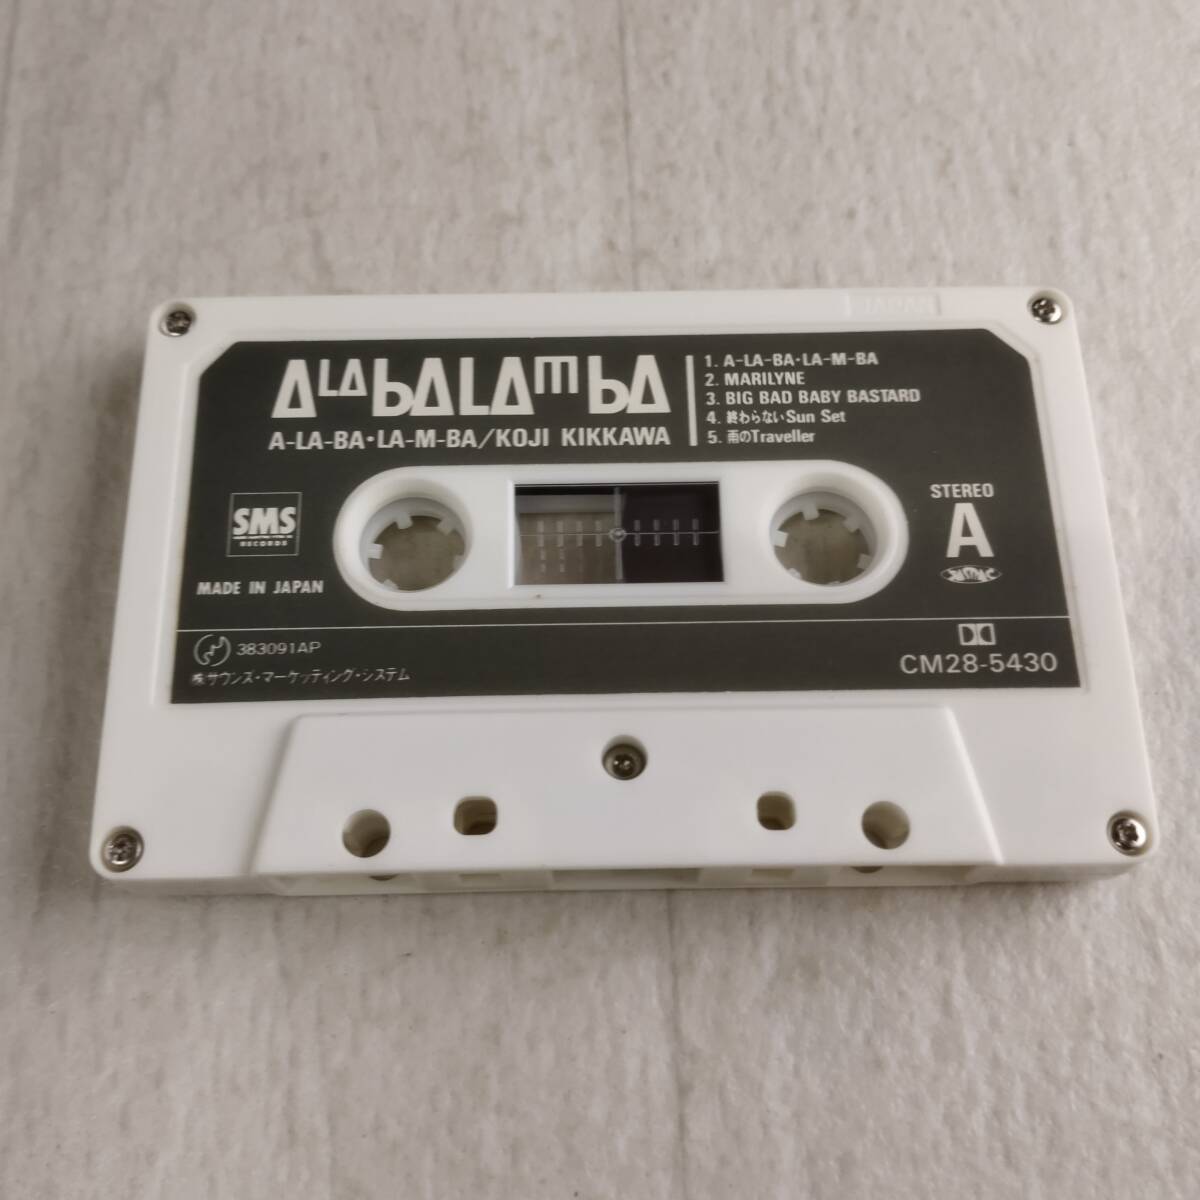 JAPAN
ALAbALAmbA
A-LA-BA•LA-M-BA/KOJI KIKKAWA
1. A-LA-BA•LA-M-BA
2. MARILYNE
3. BIG BAD BABY BASTARD
4. 終わらないSun Set
5. 雨のTraveller
SMS
RECORDS
MADE IN JAPAN
STEREO
A
JASRAC
383091AP
㈱サウンズ・マーケッティング・システム
CM28-5430